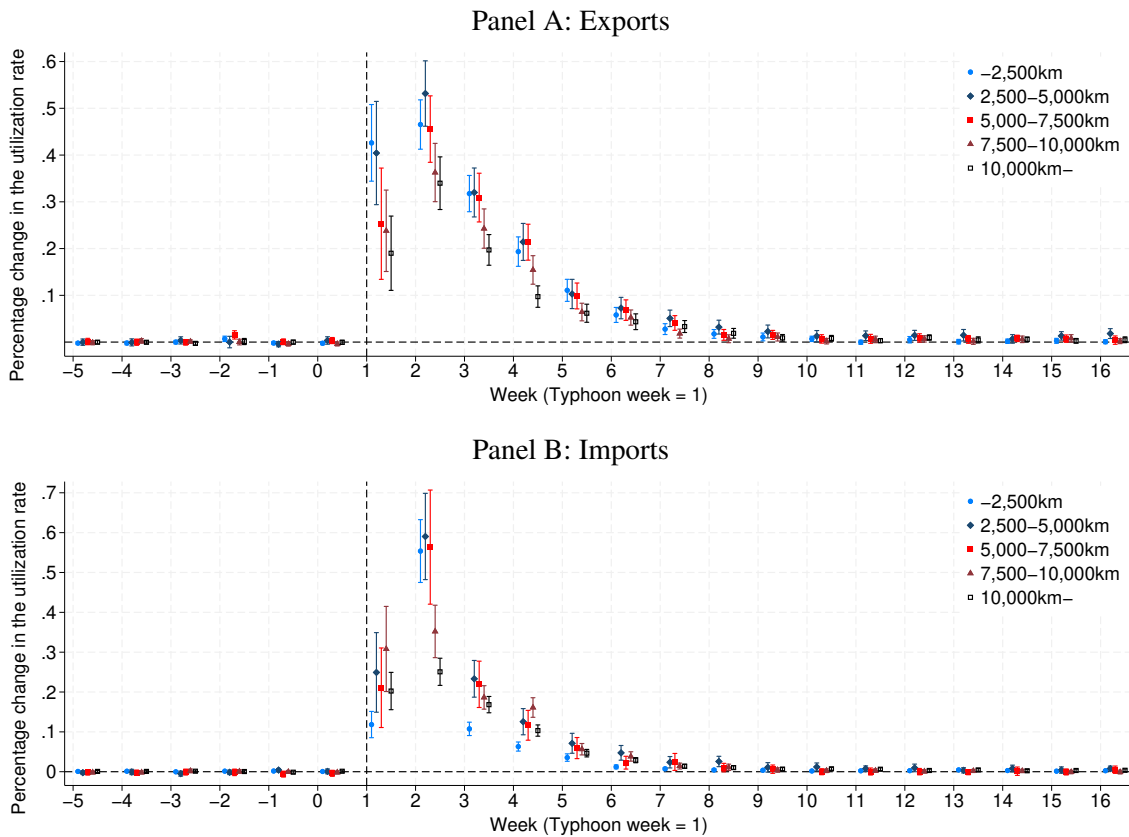 Panel A: Exports
Percentage change in the utilization rate
.6
.5
.4
.3
.2
.1
−2,500km
2,500−5,000km
5,000−7,500km
7,500−10,000km
10,000km−
−5 −4 −3 −2 −1 0 1 2 3 4 5 6 7 8 9 10 11 12 13 14 15 16
Week (Typhoon week = 1)
Panel B: Imports
Percentage change in the utilization rate
.7
.6
.5
.4
.3
.2
.1
0
−2,500km
2,500−5,000km
5,000−7,500km
7,500−10,000km
10,000km−
−5 −4 −3 −2 −1 0 1 2 3 4 5 6 7 8 9 10 11 12 13 14 15 16
Week (Typhoon week = 1)